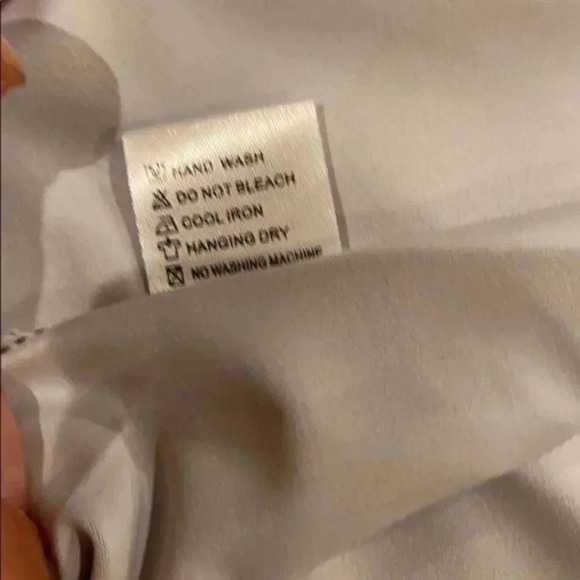 HAND WASH
DO NOT BLEACH
COOL IRON
HANGING DRY
NO WASHING MACHINE